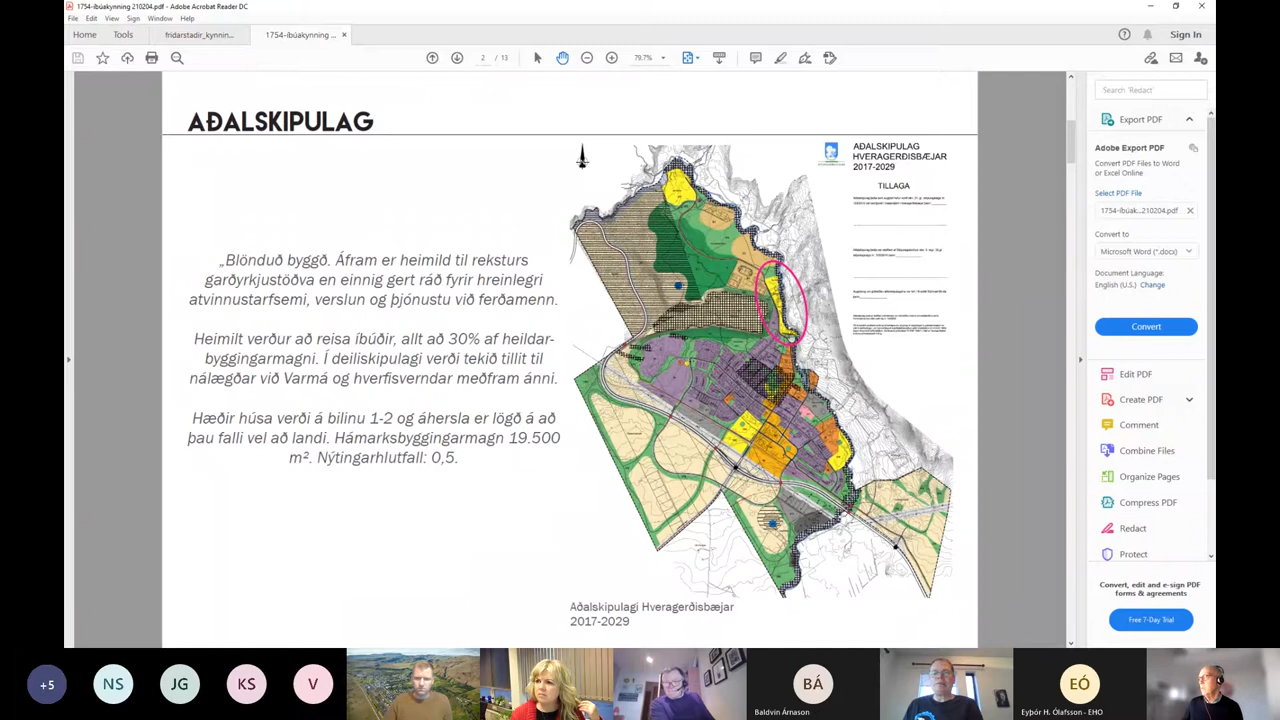 1754-íbúakynning 210204.pdf - Adobe Acrobat Reader DC
File Edit View Sign Window Help
Home Tools fridarstadir_kynnin... 1754-íbúakynning ... × Sign In
2 / 13 79.7%
AÐALSKIPULAG
„Blönduð byggð. Áfram er heimild til reksturs
garðyrkjustöðva en einnig gert ráð fyrir hreinlegri
atvinnustarfsemi, verslun og þjónustu við ferðamenn.
Heimilt verður að reisa íbúðir, allt að 50% af heildar-
byggingarmagni. Í deiliskipulagi verði tekið tillit til
nálægðar við Varmá og hverfisverndar meðfram ánni.
Hæðir húsa verði á bilinu 1-2 og áhersla er lögð á að
þau falli vel að landi. Hámarksbyggingarmagn 19.500
m². Nýtingarhlutfall: 0,5.
AÐALSKIPULAG
HVERAGERÐISBÆJAR
2017-2029
TILLAGA
Aðalskipulagi Hveragerðisbæjar
2017-2029
Search 'Redact'
Export PDF
Adobe Export PDF
Convert PDF Files to Word
or Excel Online
Select PDF File
1754-íbúak..._210204.pdf ×
Convert to
Microsoft Word (*.docx)
Document Language:
English (U.S.) Change
Convert
Edit PDF
Create PDF
Comment
Combine Files
Organize Pages
Compress PDF
Redact
Protect
Convert, edit and e-sign PDF
forms & agreements
Free 7-Day Trial
+5 NS JG KS V BÁ EÓ
Baldvin Árnason Eyþór H. Ólafsson - EHO